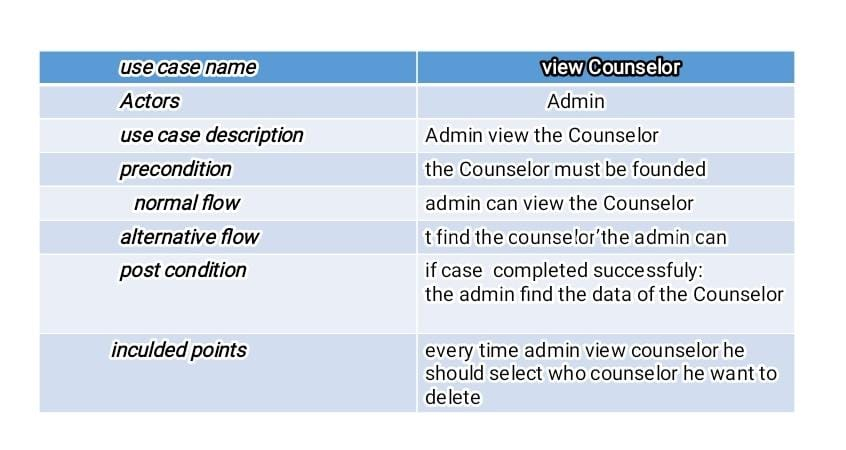 use case name view Counselor
Actors Admin
use case description Admin view the Counselor
precondition the Counselor must be founded
normal flow admin can view the Counselor
alternative flow t find the counselor'the admin can
post condition if case completed successfuly:
the admin find the data of the Counselor
inculded points every time admin view counselor he
should select who counselor he want to
delete